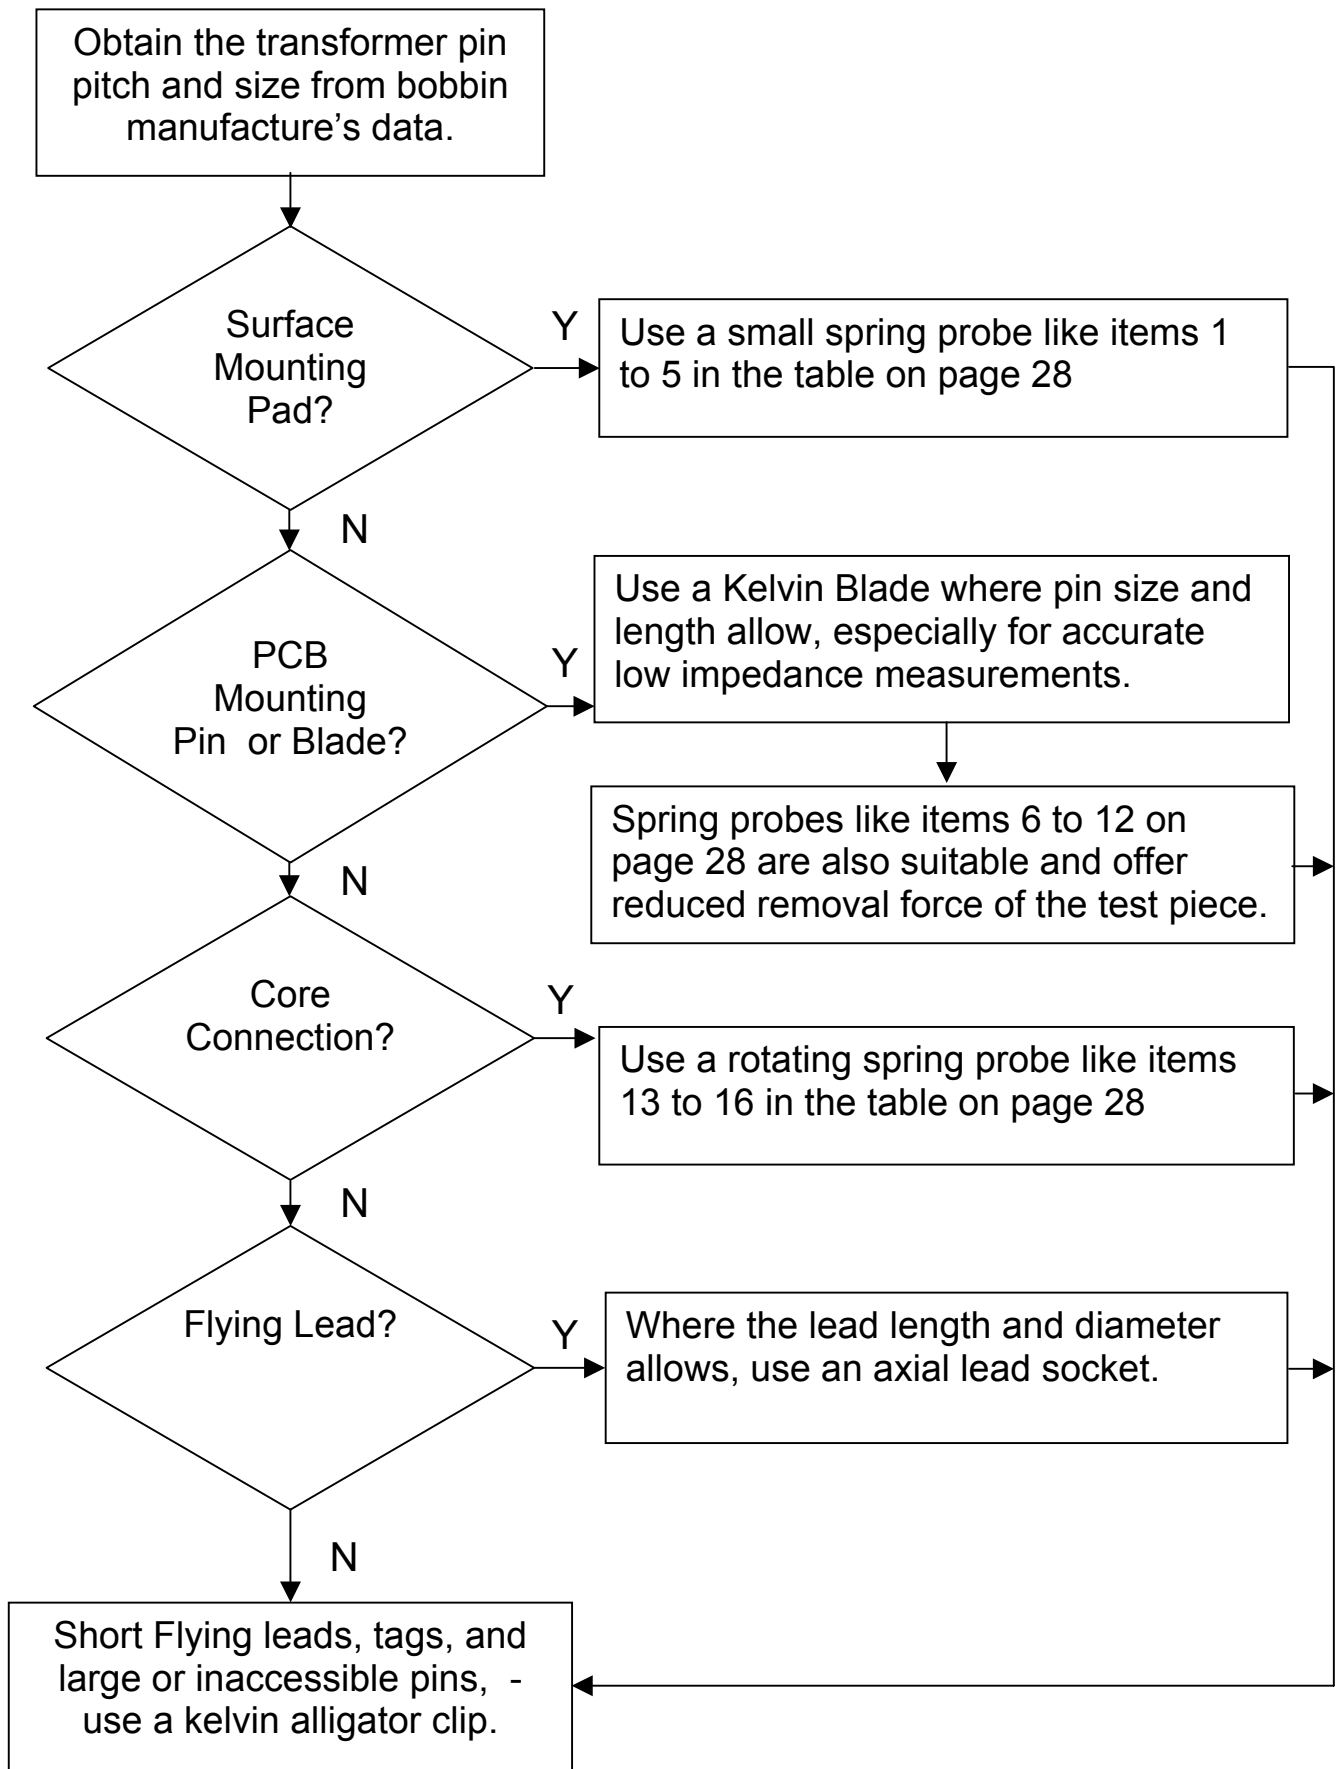 Obtain the transformer pin
pitch and size from bobbin
manufacture’s data.
Surface
Mounting
Pad?
Y
Use a small spring probe like items 1
to 5 in the table on page 28
N
PCB
Mounting
Pin  or Blade?
Y
Use a Kelvin Blade where pin size and
length allow, especially for accurate
low impedance measurements.
Spring probes like items 6 to 12 on
page 28 are also suitable and offer
reduced removal force of the test piece.
N
Core
Connection?
Y
Use a rotating spring probe like items
13 to 16 in the table on page 28
N
Flying Lead?
Y
Where the lead length and diameter
allows, use an axial lead socket.
N
Short Flying leads, tags, and
large or inaccessible pins,  -
use a kelvin alligator clip.